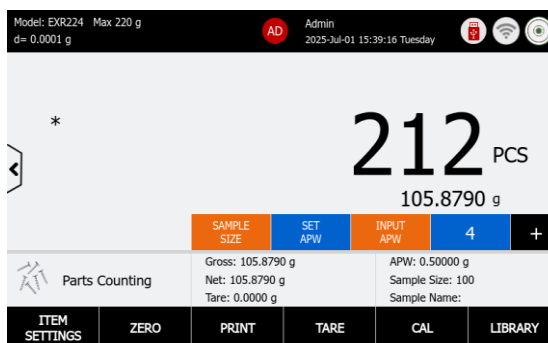 Model: EXR224 Max 220 g
d= 0.0001 g
AD
Admin
2025-Jul-01 15:39:16 Tuesday
*
212 PCS
105.8790 g
SAMPLE SIZE
SET APW
INPUT APW
4
+
Parts Counting
Gross: 105.8790 g
Net: 105.8790 g
Tare: 0.0000 g
APW: 0.50000 g
Sample Size: 100
Sample Name:
ITEM SETTINGS
ZERO
PRINT
TARE
CAL
LIBRARY